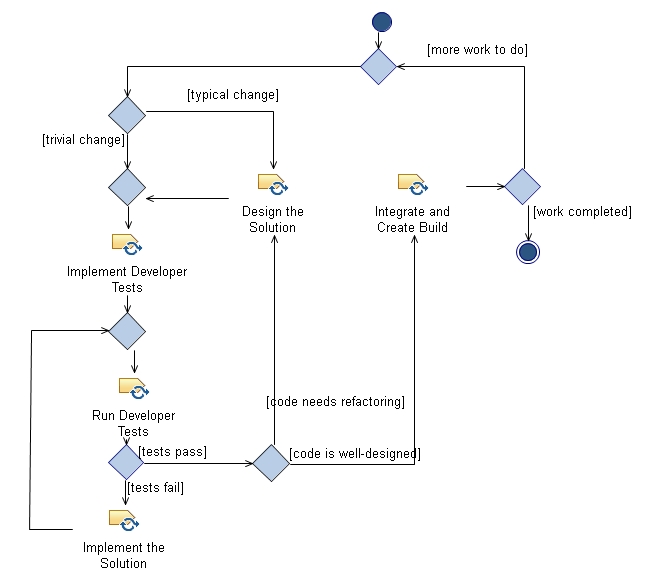 [more work to do]
[typical change]
[trivial change]
Design the
Solution
Integrate and
Create Build
[work completed]
Implement Developer
Tests
Run Developer
Tests
[code needs refactoring]
[tests pass]
[code is well-designed]
[tests fail]
Implement the
Solution